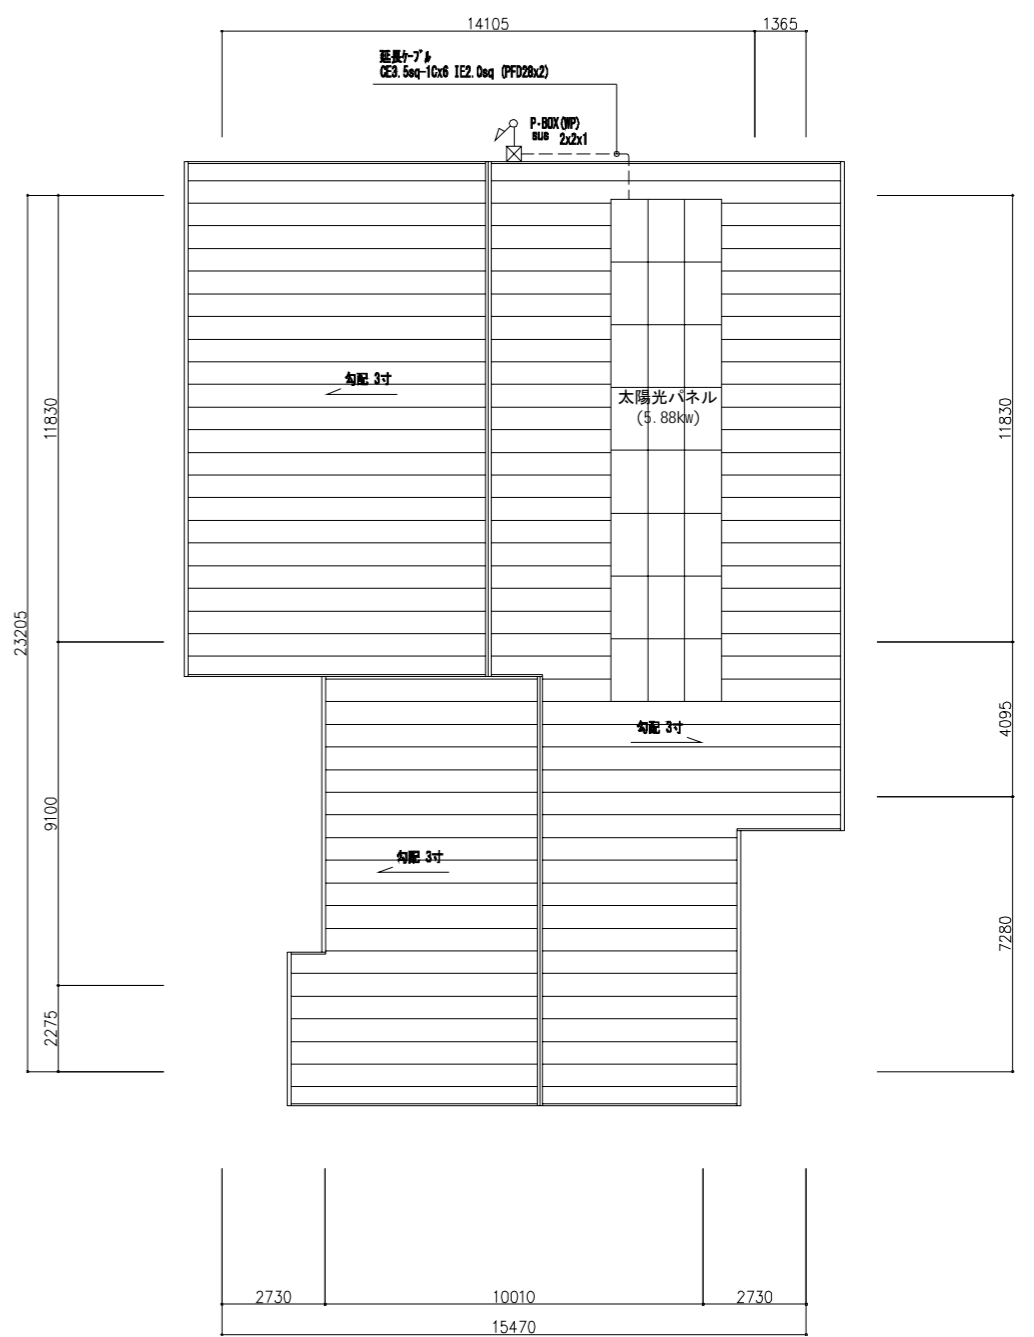 14105
1365
延長ケーブル
CE3.5sq-1Cx6 IE2.0sq (PFD28x2)
P-BOX(WP)
SUS 2x2x1
勾配 3寸
太陽光パネル
(5.88kw)
11830
11830
23205
4095
勾配 3寸
9100
勾配 3寸
7280
2275
2730
10010
2730
15470